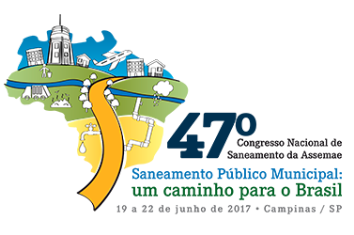 47º
Congresso Nacional de
Saneamento da Assemae
Saneamento Público Municipal:
um caminho para o Brasil
19 a 22 de junho de 2017 • Campinas / SP